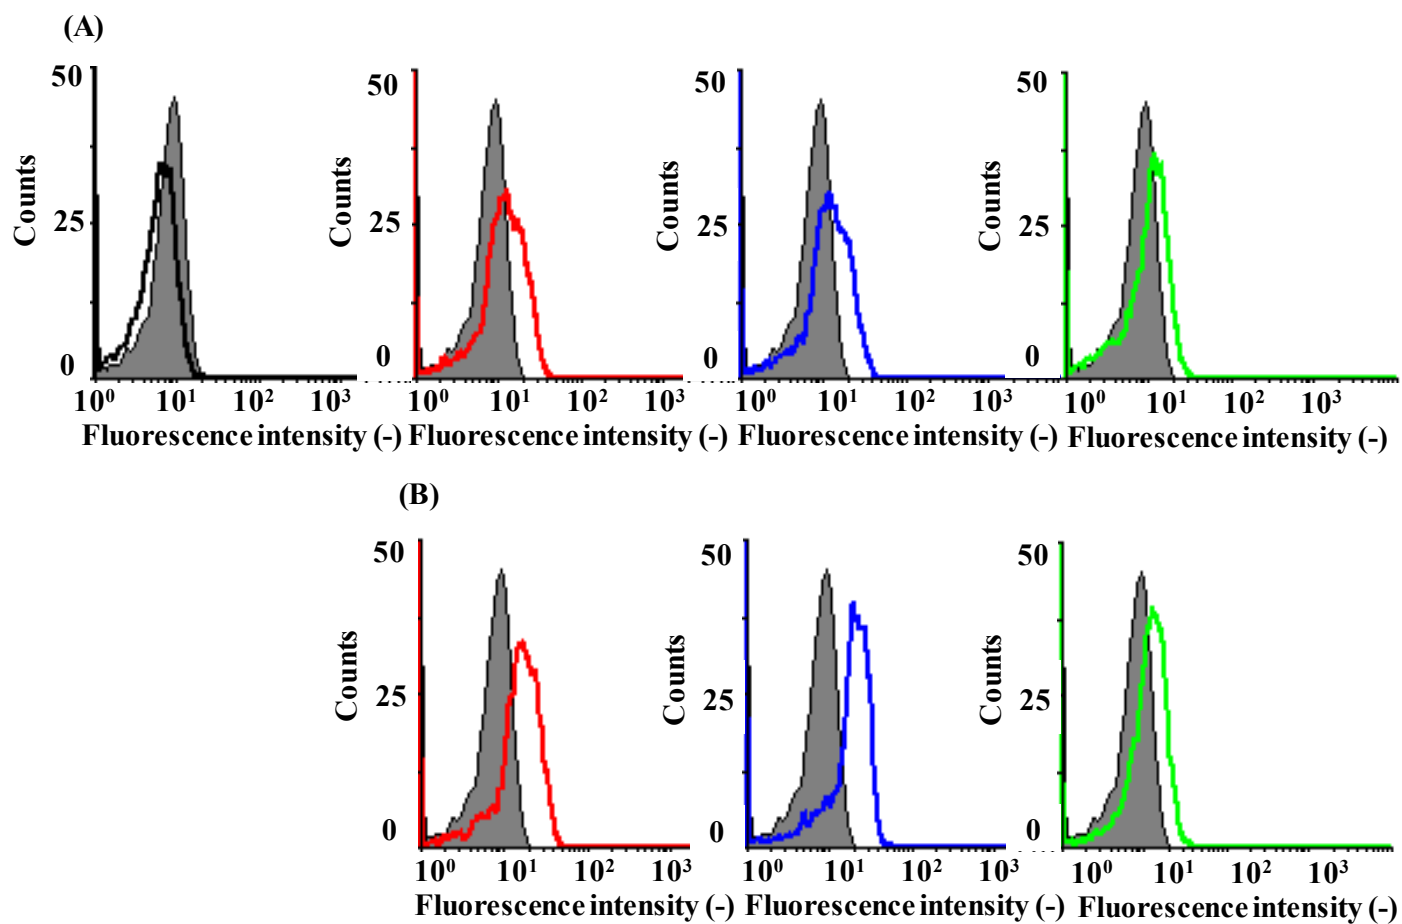 (A)
50 50 50 50
Counts Counts Counts Counts
25 25 25 25
0 0 0 0
10⁰ 10¹ 10² 10³ 10⁰ 10¹ 10² 10³ 10⁰ 10¹ 10² 10³ 10⁰ 10¹ 10² 10³
Fluorescence intensity (-) Fluorescence intensity (-) Fluorescence intensity (-) Fluorescence intensity (-)
(B)
50 50 50
Counts Counts Counts
25 25 25
0 0 0
10⁰ 10¹ 10² 10³ 10⁰ 10¹ 10² 10³ 10⁰ 10¹ 10² 10³
Fluorescence intensity (-) Fluorescence intensity (-) Fluorescence intensity (-)